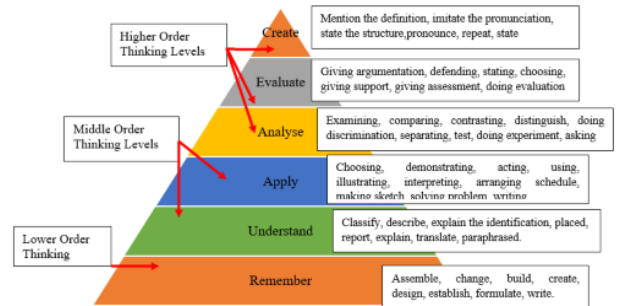 Create
Mention the definition, imitate the pronunciation,
state the structure,pronounce, repeat, state
Higher Order
Thinking Levels
Evaluate
Giving argumentation, defending, stating, choosing,
giving support, giving assessment, doing evaluation
Analyse
Examining, comparing, contrasting, distinguish, doing
discrimination, separating, test, doing experiment, asking
Middle Order
Thinking Levels
Apply
Choosing, demonstrating, acting, using,
illustrating, interpreting, arranging schedule,
making sketch, solving problem, writing
Understand
Classify, describe, explain the identification, placed,
report, explain, translate, paraphrased.
Lower Order
Thinking
Remember
Assemble, change, build, create,
design, establish, formulate, write.